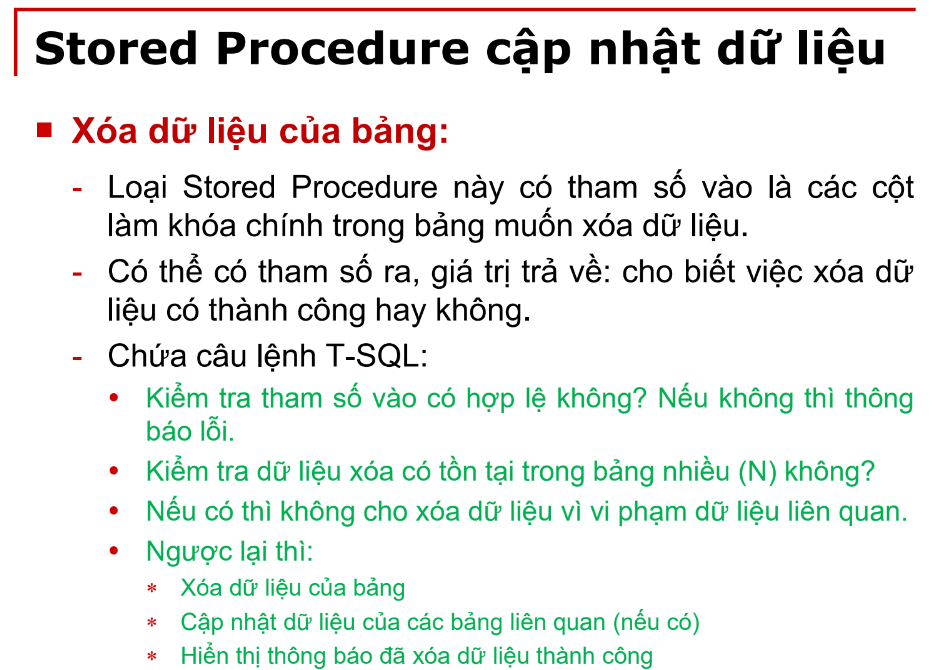 Stored Procedure cập nhật dữ liệu
■ Xóa dữ liệu của bảng:
- Loại Stored Procedure này có tham số vào là các cột
làm khóa chính trong bảng muốn xóa dữ liệu.
- Có thể có tham số ra, giá trị trả về: cho biết việc xóa dữ
liệu có thành công hay không.
- Chứa câu lệnh T-SQL:
• Kiểm tra tham số vào có hợp lệ không? Nếu không thì thông
báo lỗi.
• Kiểm tra dữ liệu xóa có tồn tại trong bảng nhiều (N) không?
• Nếu có thì không cho xóa dữ liệu vì vi phạm dữ liệu liên quan.
• Ngược lại thì:
* Xóa dữ liệu của bảng
* Cập nhật dữ liệu của các bảng liên quan (nếu có)
* Hiển thị thông báo đã xóa dữ liệu thành công